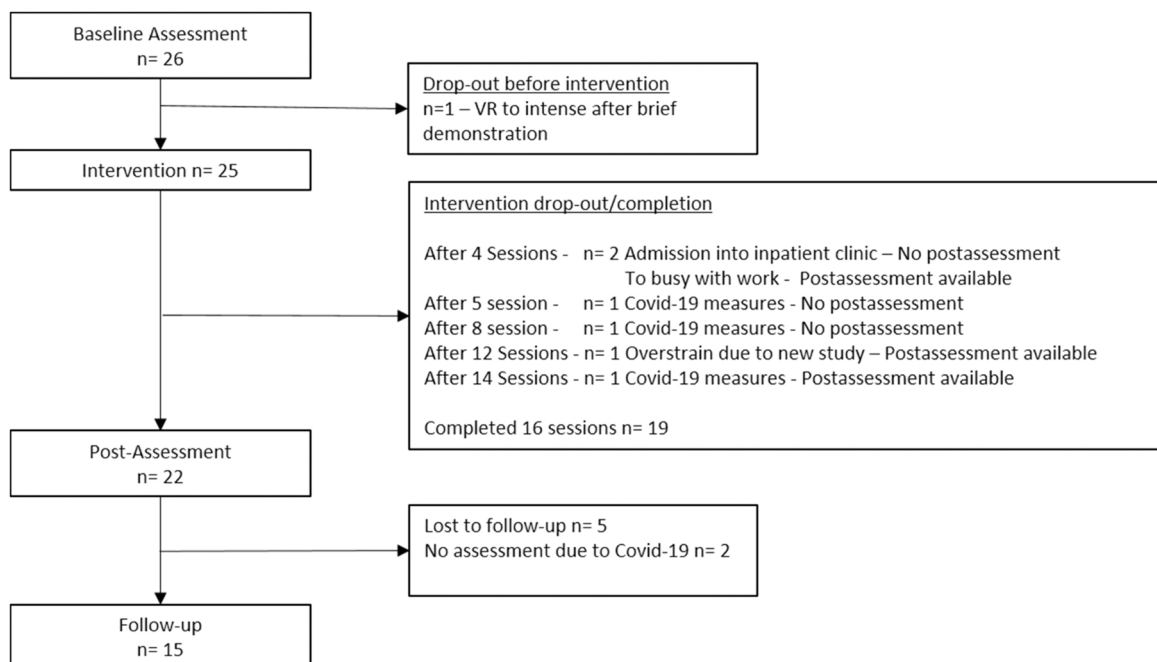 Baseline Assessment
n= 26
Drop-out before intervention
n=1 – VR to intense after brief
demonstration
Intervention n= 25
Intervention drop-out/completion
After 4 Sessions - n= 2 Admission into inpatient clinic – No postassessment
To busy with work - Postassessment available
After 5 session - n= 1 Covid-19 measures - No postassessment
After 8 session - n= 1 Covid-19 measures - No postassessment
After 12 Sessions - n= 1 Overstrain due to new study – Postassessment available
After 14 Sessions - n= 1 Covid-19 measures - Postassessment available
Completed 16 sessions n= 19
Post-Assessment
n= 22
Lost to follow-up n= 5
No assessment due to Covid-19 n= 2
Follow-up
n= 15